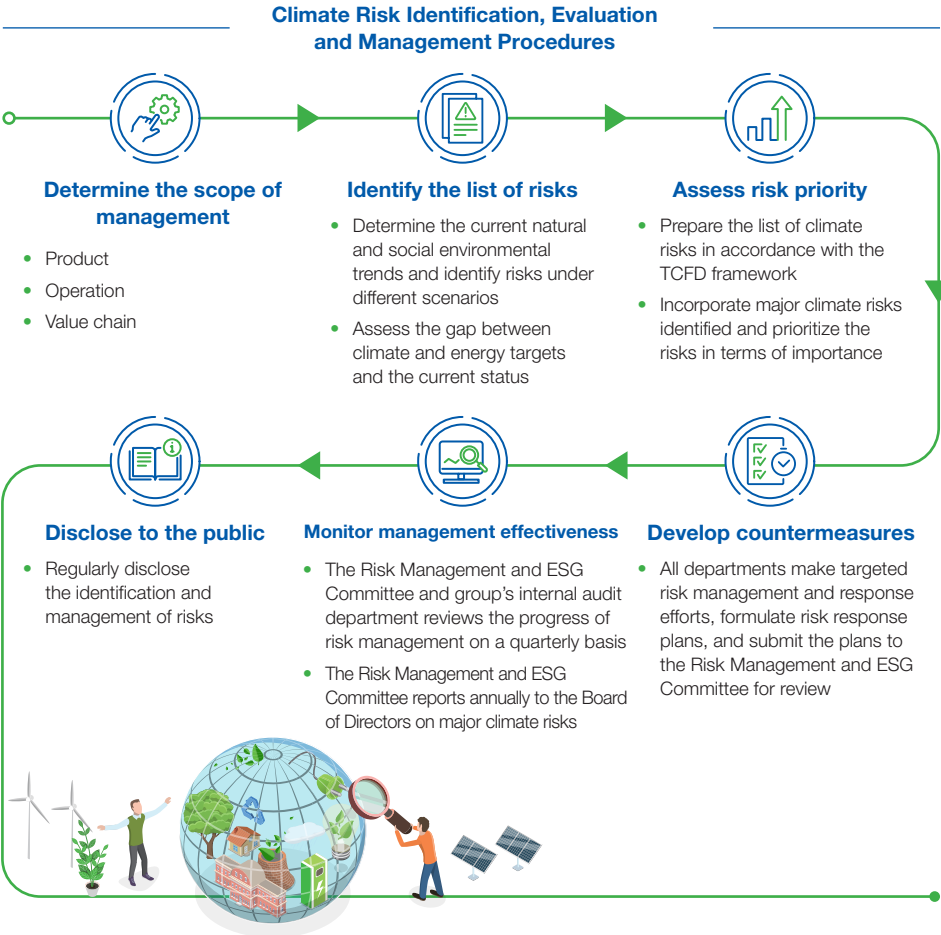 Climate Risk Identification, Evaluation
and Management Procedures
Determine the scope of
management
• Product
• Operation
• Value chain
Identify the list of risks
• Determine the current natural
and social environmental
trends and identify risks under
different scenarios
• Assess the gap between
climate and energy targets
and the current status
Assess risk priority
• Prepare the list of climate
risks in accordance with the
TCFD framework
• Incorporate major climate risks
identified and prioritize the
risks in terms of importance
Disclose to the public
• Regularly disclose
the identification and
management of risks
Monitor management effectiveness
• The Risk Management and ESG
Committee and group's internal audit
department reviews the progress of
risk management on a quarterly basis
• The Risk Management and ESG
Committee reports annually to the Board
of Directors on major climate risks
Develop countermeasures
• All departments make targeted
risk management and response
efforts, formulate risk response
plans, and submit the plans to
the Risk Management and ESG
Committee for review